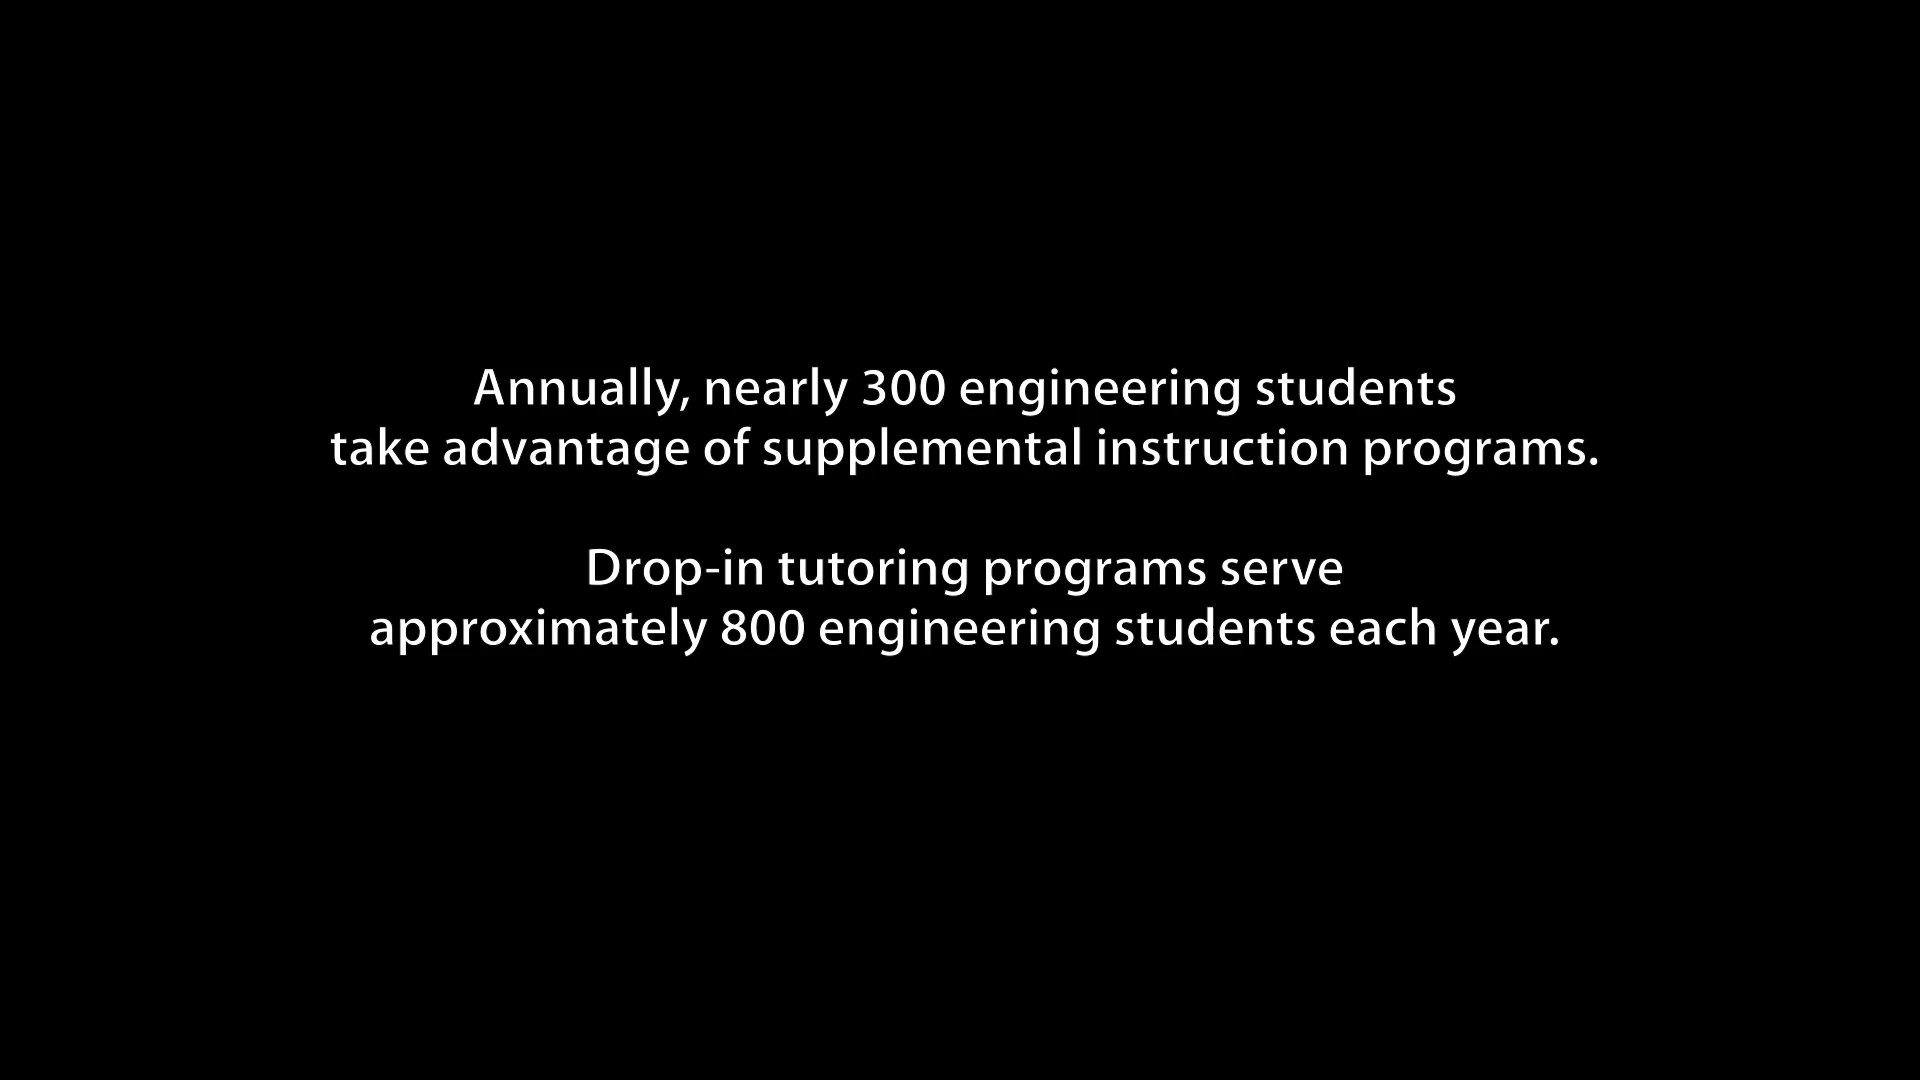 Annually, nearly 300 engineering students
take advantage of supplemental instruction programs.
Drop-in tutoring programs serve
approximately 800 engineering students each year.